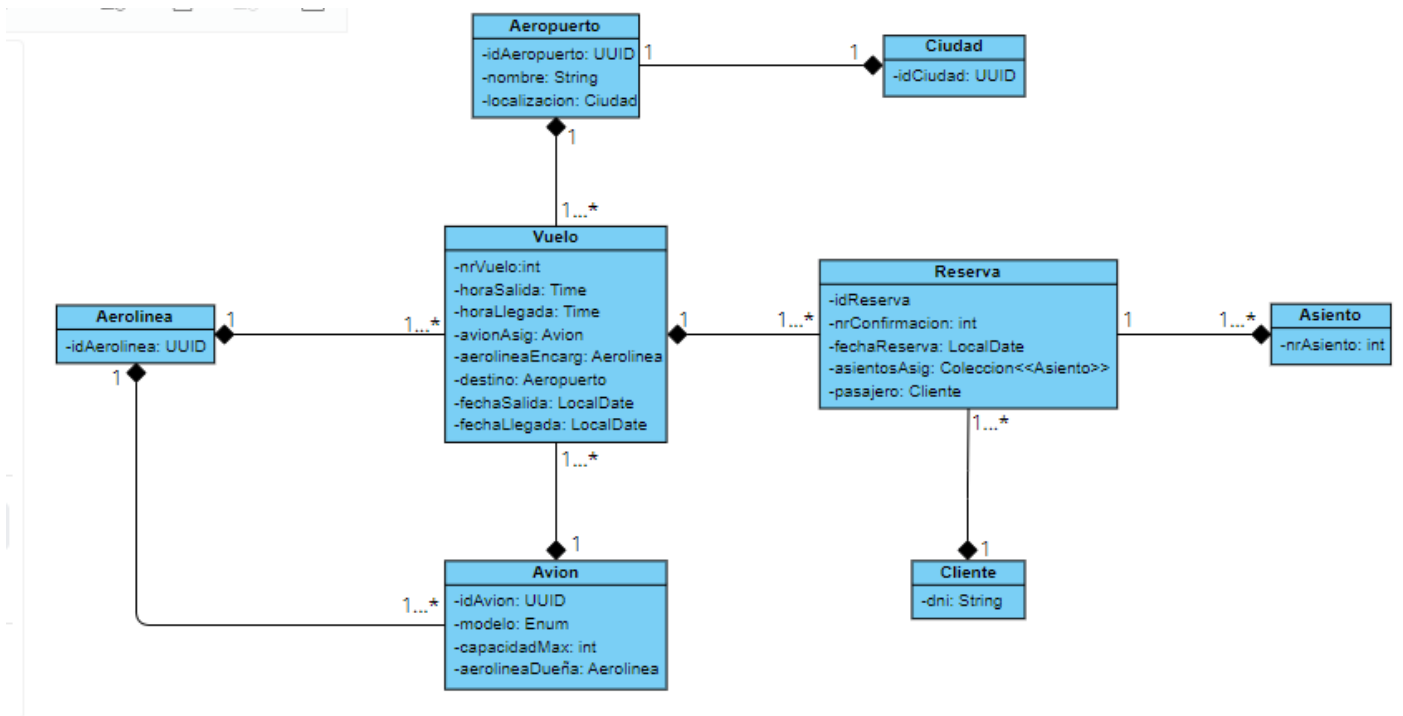 Aeropuerto
-idAeropuerto: UUID
-nombre: String
-localizacion: Ciudad
1
1
Ciudad
-idCiudad: UUID
1
1...*
Vuelo
-nrVuelo:int
-horaSalida: Time
-horaLlegada: Time
-avionAsig: Avion
-aerolineaEncarg: Aerolinea
-destino: Aeropuerto
-fechaSalida: LocalDate
-fechaLlegada: LocalDate
Aerolinea
-idAerolinea: UUID
1
1...*
1
1...*
Reserva
-idReserva
-nrConfirmacion: int
-fechaReserva: LocalDate
-asientosAsig: Coleccion<<Asiento>>
-pasajero: Cliente
1
1...*
Asiento
-nrAsiento: int
1
1...*
1...*
1
1...*
1
Avion
-idAvion: UUID
-modelo: Enum
-capacidadMax: int
-aerolineaDueña: Aerolinea
Cliente
-dni: String